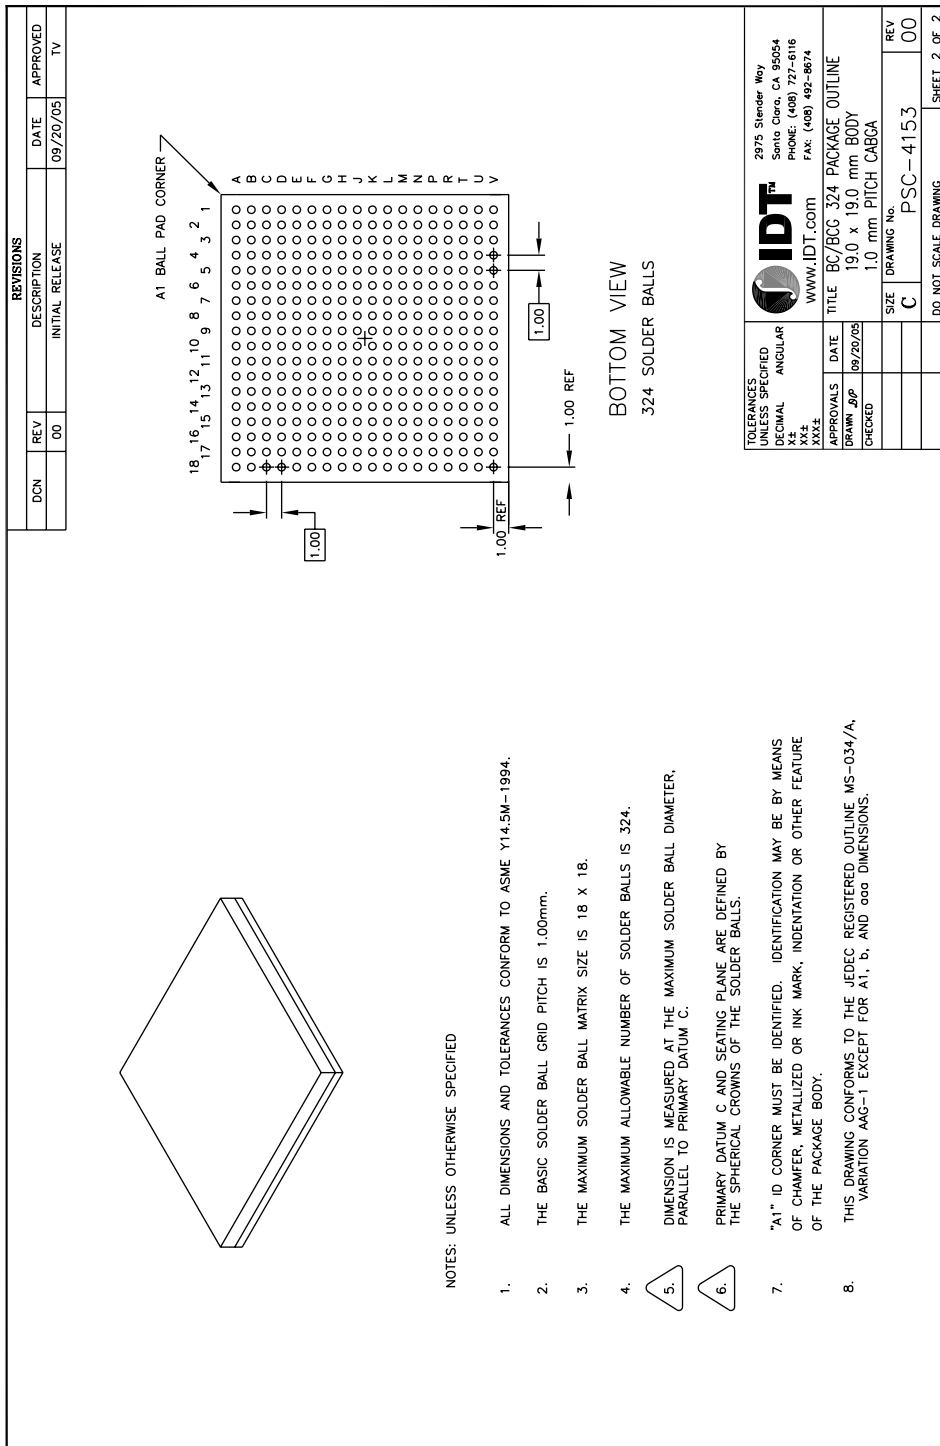 REVISIONS
DCN REV DESCRIPTION DATE APPROVED
00 INITIAL RELEASE 09/20/05 TV
A1 BALL PAD CORNER
18 17 16 15 14 13 12 11 10 9 8 7 6 5 4 3 2 1
A
B
C
D
E
F
G
H
J
K
L
M
N
P
R
T
U
V
1.00
1.00
1.00 REF
1.00 REF
BOTTOM VIEW
324 SOLDER BALLS
NOTES: UNLESS OTHERWISE SPECIFIED
1. ALL DIMENSIONS AND TOLERANCES CONFORM TO ASME Y14.5M-1994.
2. THE BASIC SOLDER BALL GRID PITCH IS 1.00mm.
3. THE MAXIMUM SOLDER BALL MATRIX SIZE IS 18 X 18.
4. THE MAXIMUM ALLOWABLE NUMBER OF SOLDER BALLS IS 324.
5. DIMENSION IS MEASURED AT THE MAXIMUM SOLDER BALL DIAMETER,
PARALLEL TO PRIMARY DATUM C.
6. PRIMARY DATUM C AND SEATING PLANE ARE DEFINED BY
THE SPHERICAL CROWNS OF THE SOLDER BALLS.
7. "A1" ID CORNER MUST BE IDENTIFIED. IDENTIFICATION MAY BE BY MEANS
OF CHAMFER, METALLIZED OR INK MARK, INDENTATION OR OTHER FEATURE
OF THE PACKAGE BODY.
8. THIS DRAWING CONFORMS TO THE JEDEC REGISTERED OUTLINE MS-034/A,
VARIATION AAG-1 EXCEPT FOR A1, b, AND aaa DIMENSIONS.
TOLERANCES
UNLESS SPECIFIED
DECIMAL ANGULAR
X±
XX±
XXX±
APPROVALS DATE
DRAWN 09/20/05
CHECKED
IDT™
www.IDT.com
2975 Stender Way
Santa Clara, CA 95054
PHONE: (408) 727-6116
FAX: (408) 492-8674
TITLE BC/BCG 324 PACKAGE OUTLINE
19.0 x 19.0 mm BODY
1.0 mm PITCH CABGA
SIZE DRAWING No. REV
C PSC-4153 00
DO NOT SCALE DRAWING SHEET 2 OF 2